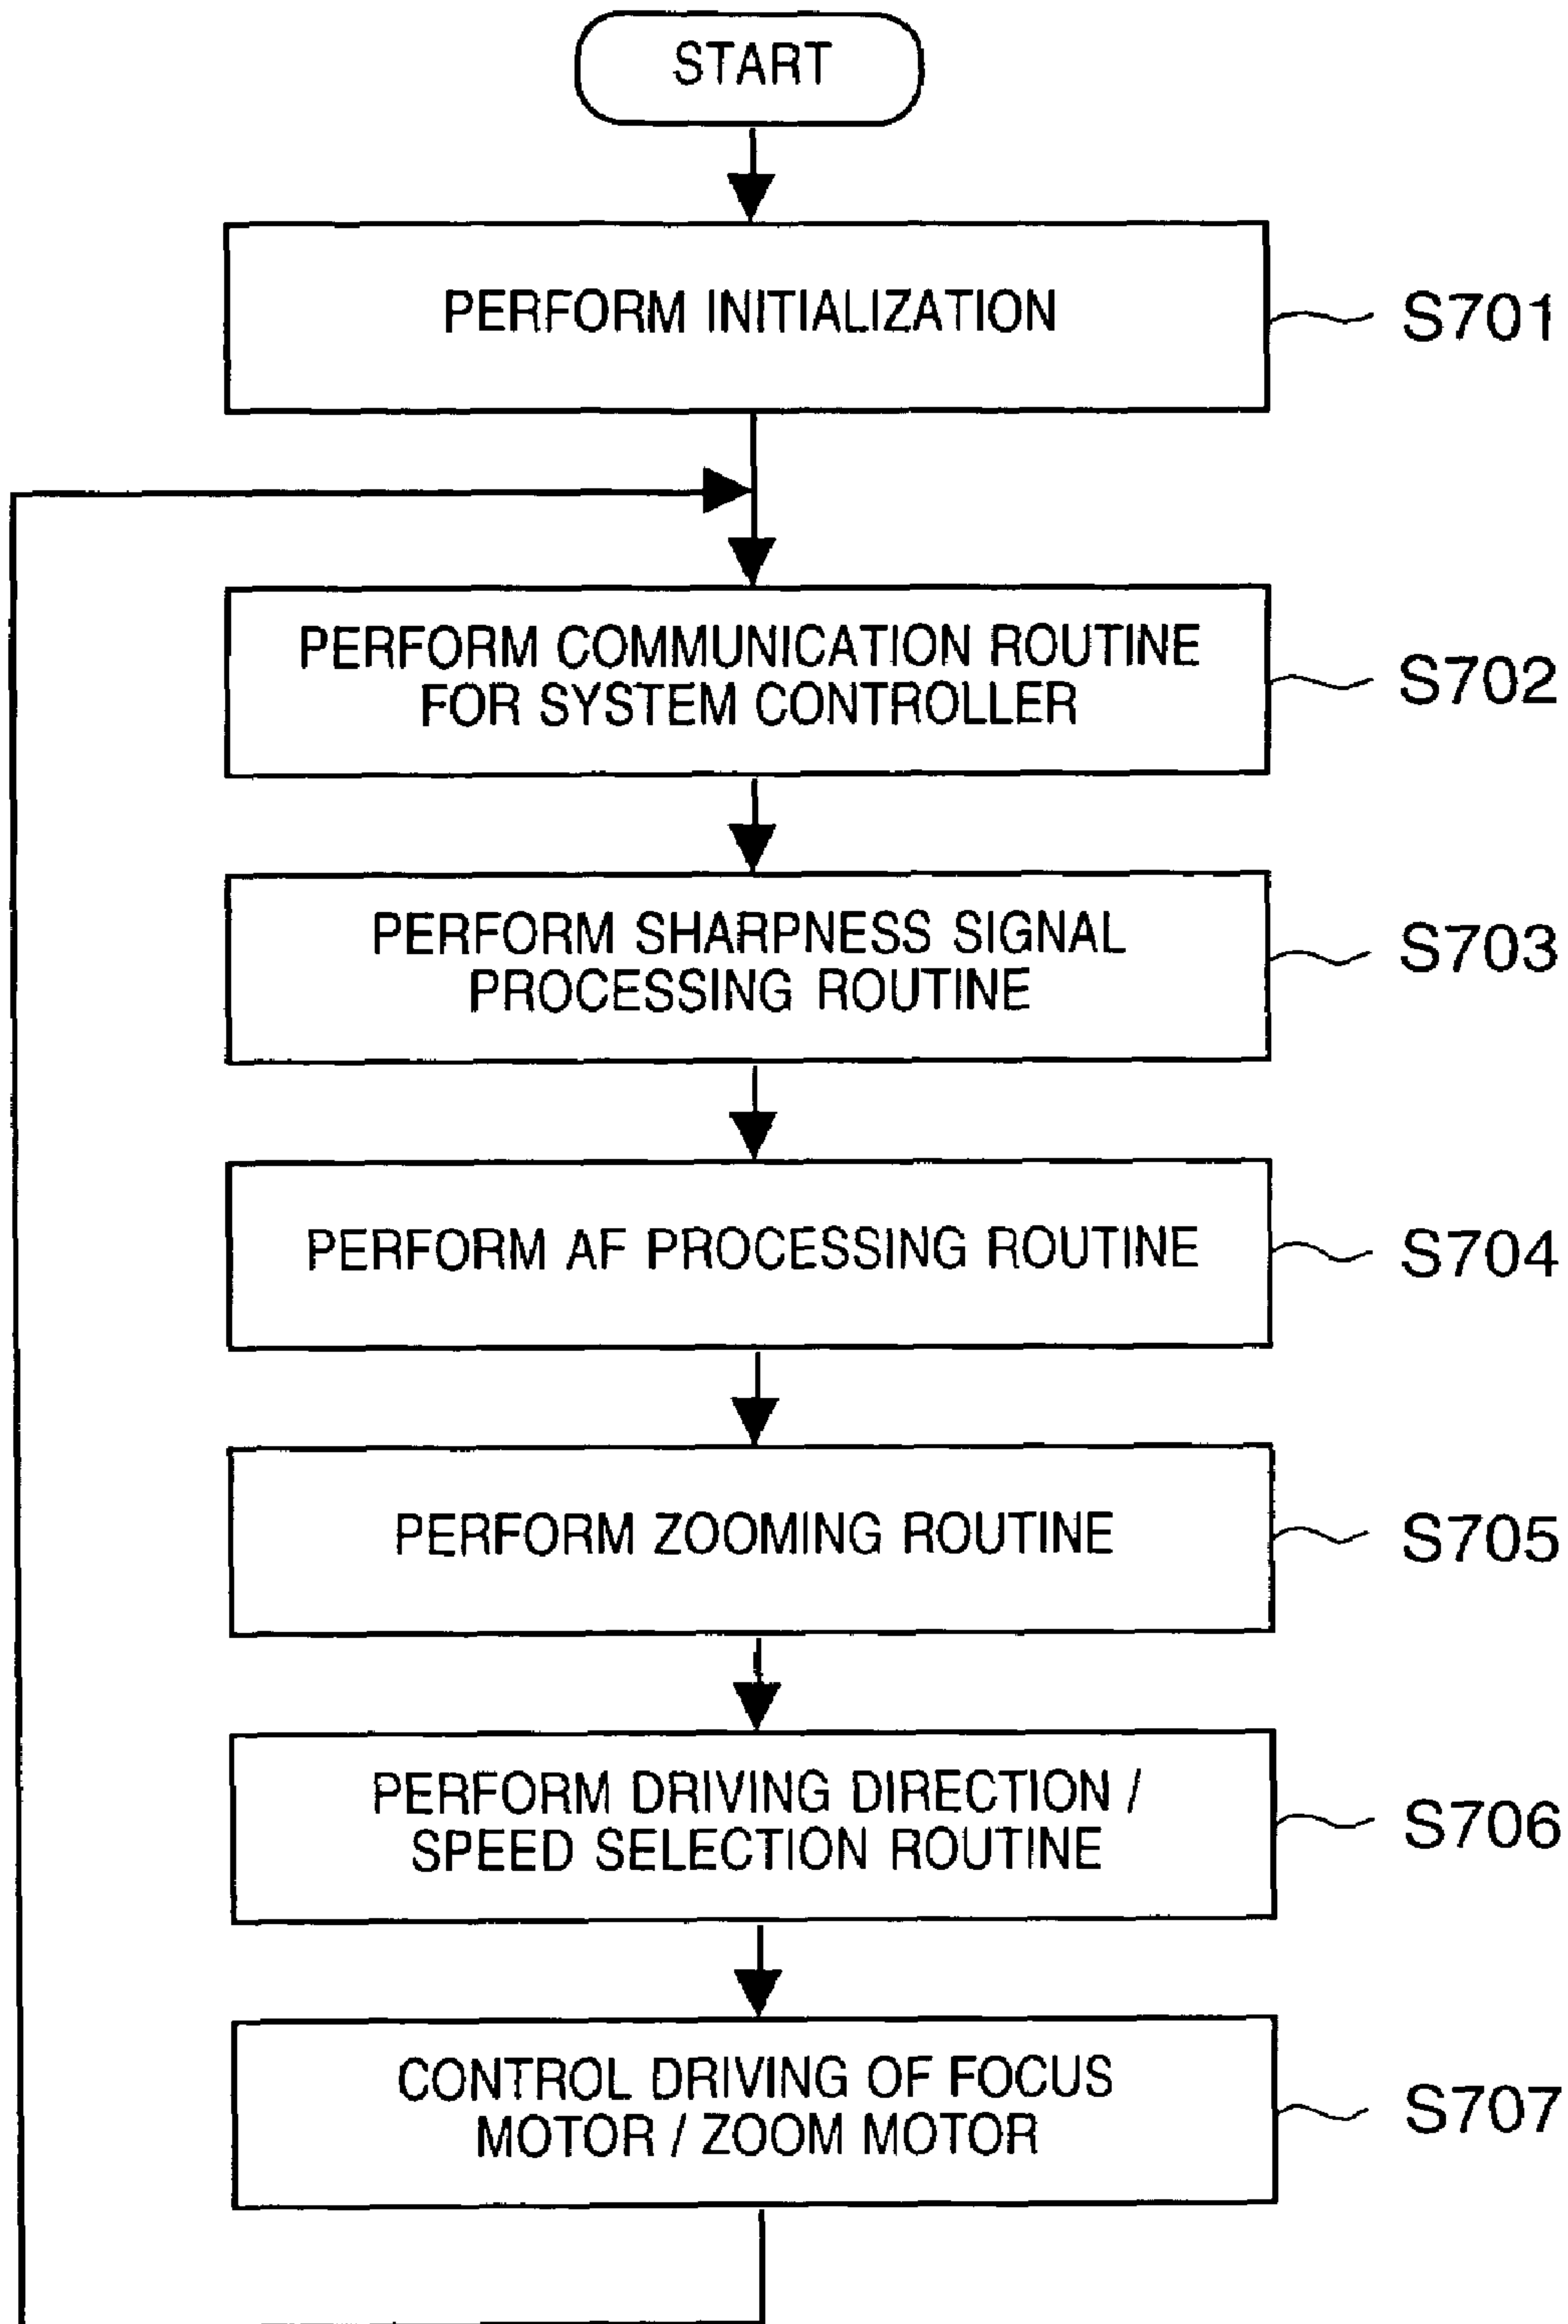 START
PERFORM INITIALIZATION
S701
PERFORM COMMUNICATION ROUTINE
FOR SYSTEM CONTROLLER
S702
PERFORM SHARPNESS SIGNAL
PROCESSING ROUTINE
S703
PERFORM AF PROCESSING ROUTINE
S704
PERFORM ZOOMING ROUTINE
S705
PERFORM DRIVING DIRECTION /
SPEED SELECTION ROUTINE
S706
CONTROL DRIVING OF FOCUS
MOTOR / ZOOM MOTOR
S707